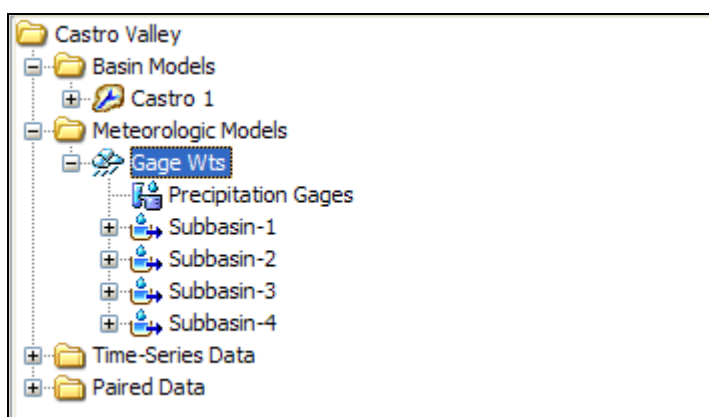 Castro Valley
Basin Models
Castro 1
Meteorologic Models
Gage Wts
Precipitation Gages
Subbasin-1
Subbasin-2
Subbasin-3
Subbasin-4
Time-Series Data
Paired Data